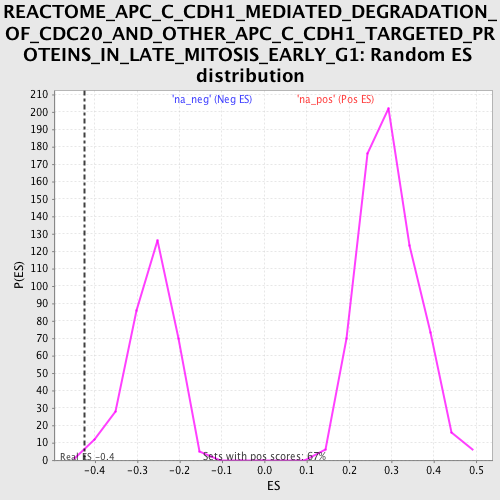 REACTOME_APC_C_CDH1_MEDIATED_DEGRADATION_
OF_CDC20_AND_OTHER_APC_C_CDH1_TARGETED_PR
OTEINS_IN_LATE_MITOSIS_EARLY_G1: Random ES
distribution
'na_neg' (Neg ES) 'na_pos' (Pos ES)
210
200
190
180
170
160
150
140
130
120
110
100
90
80
70
60
50
40
30
20
10
0
P(ES)
Real ES -0.4
Sets with pos scores: 67%
-0.4 -0.3 -0.2 -0.1 0.0 0.1 0.2 0.3 0.4 0.5
ES